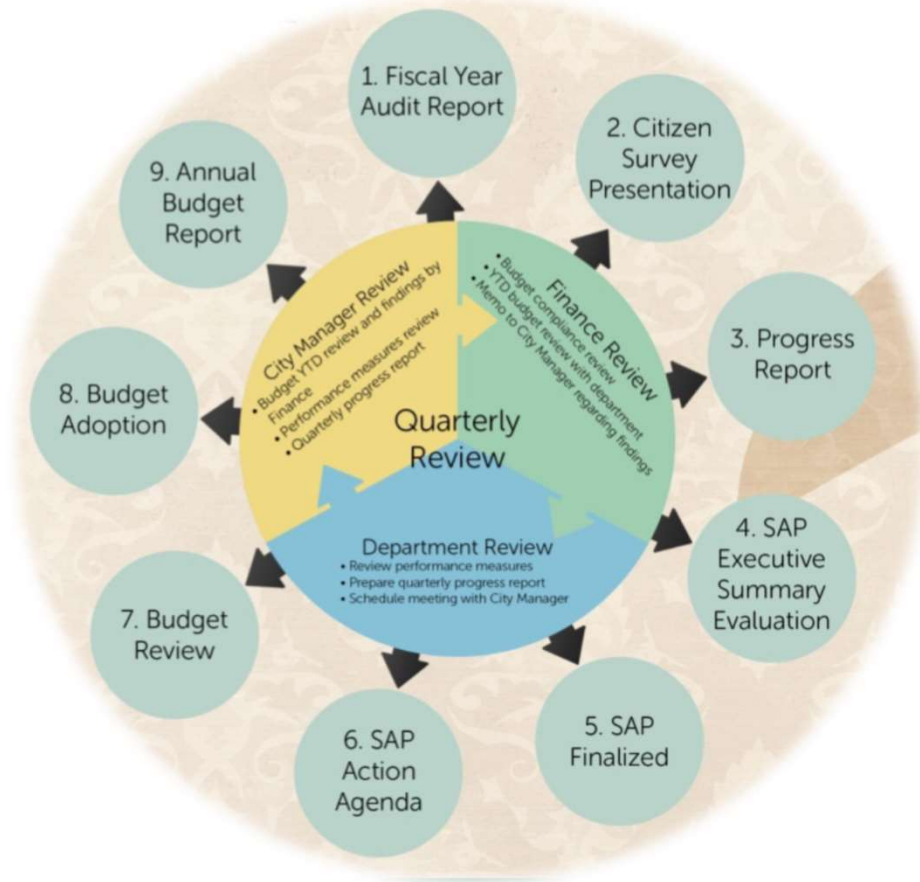 1. Fiscal Year
Audit Report
2. Citizen
Survey
Presentation
3. Progress
Report
4. SAP
Executive
Summary
Evaluation
5. SAP
Finalized
6. SAP
Action
Agenda
7. Budget
Review
8. Budget
Adoption
9. Annual
Budget
Report
Quarterly
Review
City Manager Review
• Budget YTD review and findings by
Finance
• Performance measures review
• Quarterly progress report
Finance Review
• Budget compliance review
• YTD budget review with department
• Memo to City Manager regarding findings
Department Review
• Review performance measures
• Prepare quarterly progress report
• Schedule meeting with City Manager